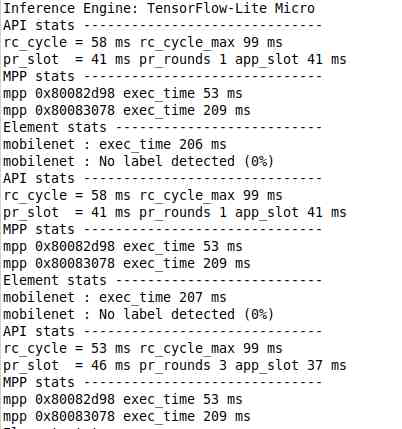 Inference Engine: TensorFlow-Lite Micro
API stats ------------------------------
rc_cycle = 58 ms rc_cycle_max 99 ms
pr_slot  = 41 ms pr_rounds 1 app_slot 41 ms
MPP stats ------------------------------
mpp 0x80082d98 exec_time 53 ms
mpp 0x80083078 exec_time 209 ms
Element stats --------------------------
mobilenet : exec_time 206 ms
mobilenet : No label detected (0%)
API stats ------------------------------
rc_cycle = 58 ms rc_cycle_max 99 ms
pr_slot  = 41 ms pr_rounds 1 app_slot 41 ms
MPP stats ------------------------------
mpp 0x80082d98 exec_time 53 ms
mpp 0x80083078 exec_time 209 ms
Element stats --------------------------
mobilenet : exec_time 207 ms
mobilenet : No label detected (0%)
API stats ------------------------------
rc_cycle = 53 ms rc_cycle_max 99 ms
pr_slot  = 46 ms pr_rounds 3 app_slot 37 ms
MPP stats ------------------------------
mpp 0x80082d98 exec_time 53 ms
mpp 0x80083078 exec_time 209 ms